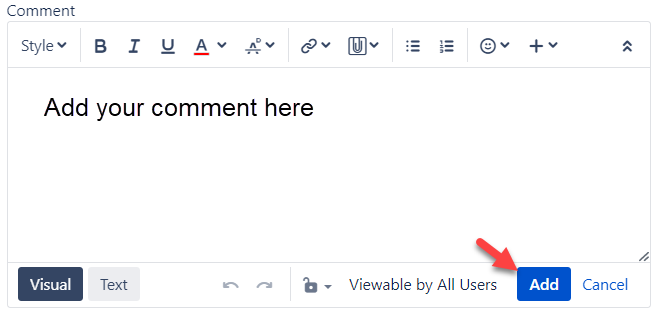 Comment
Style B I U A
Add your comment here
Visual Text Viewable by All Users Add Cancel